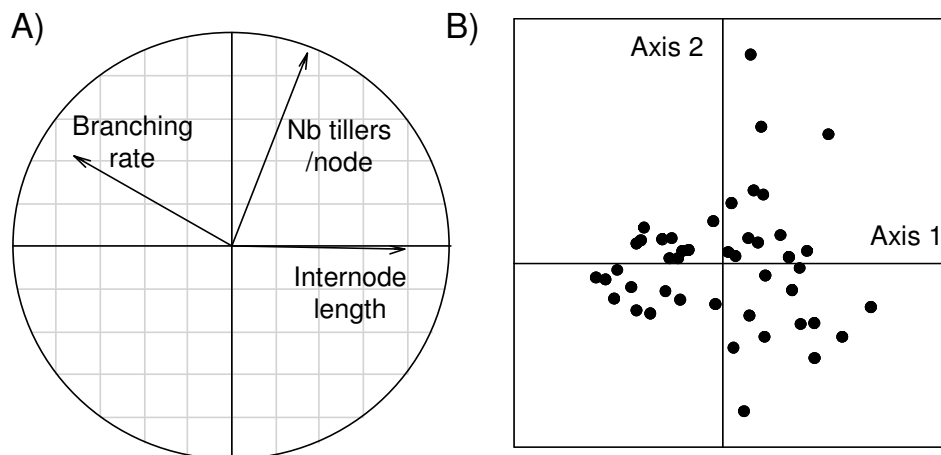 A)
Branching
rate
Nb tillers
/node
Internode
length
B)
Axis 2
Axis 1